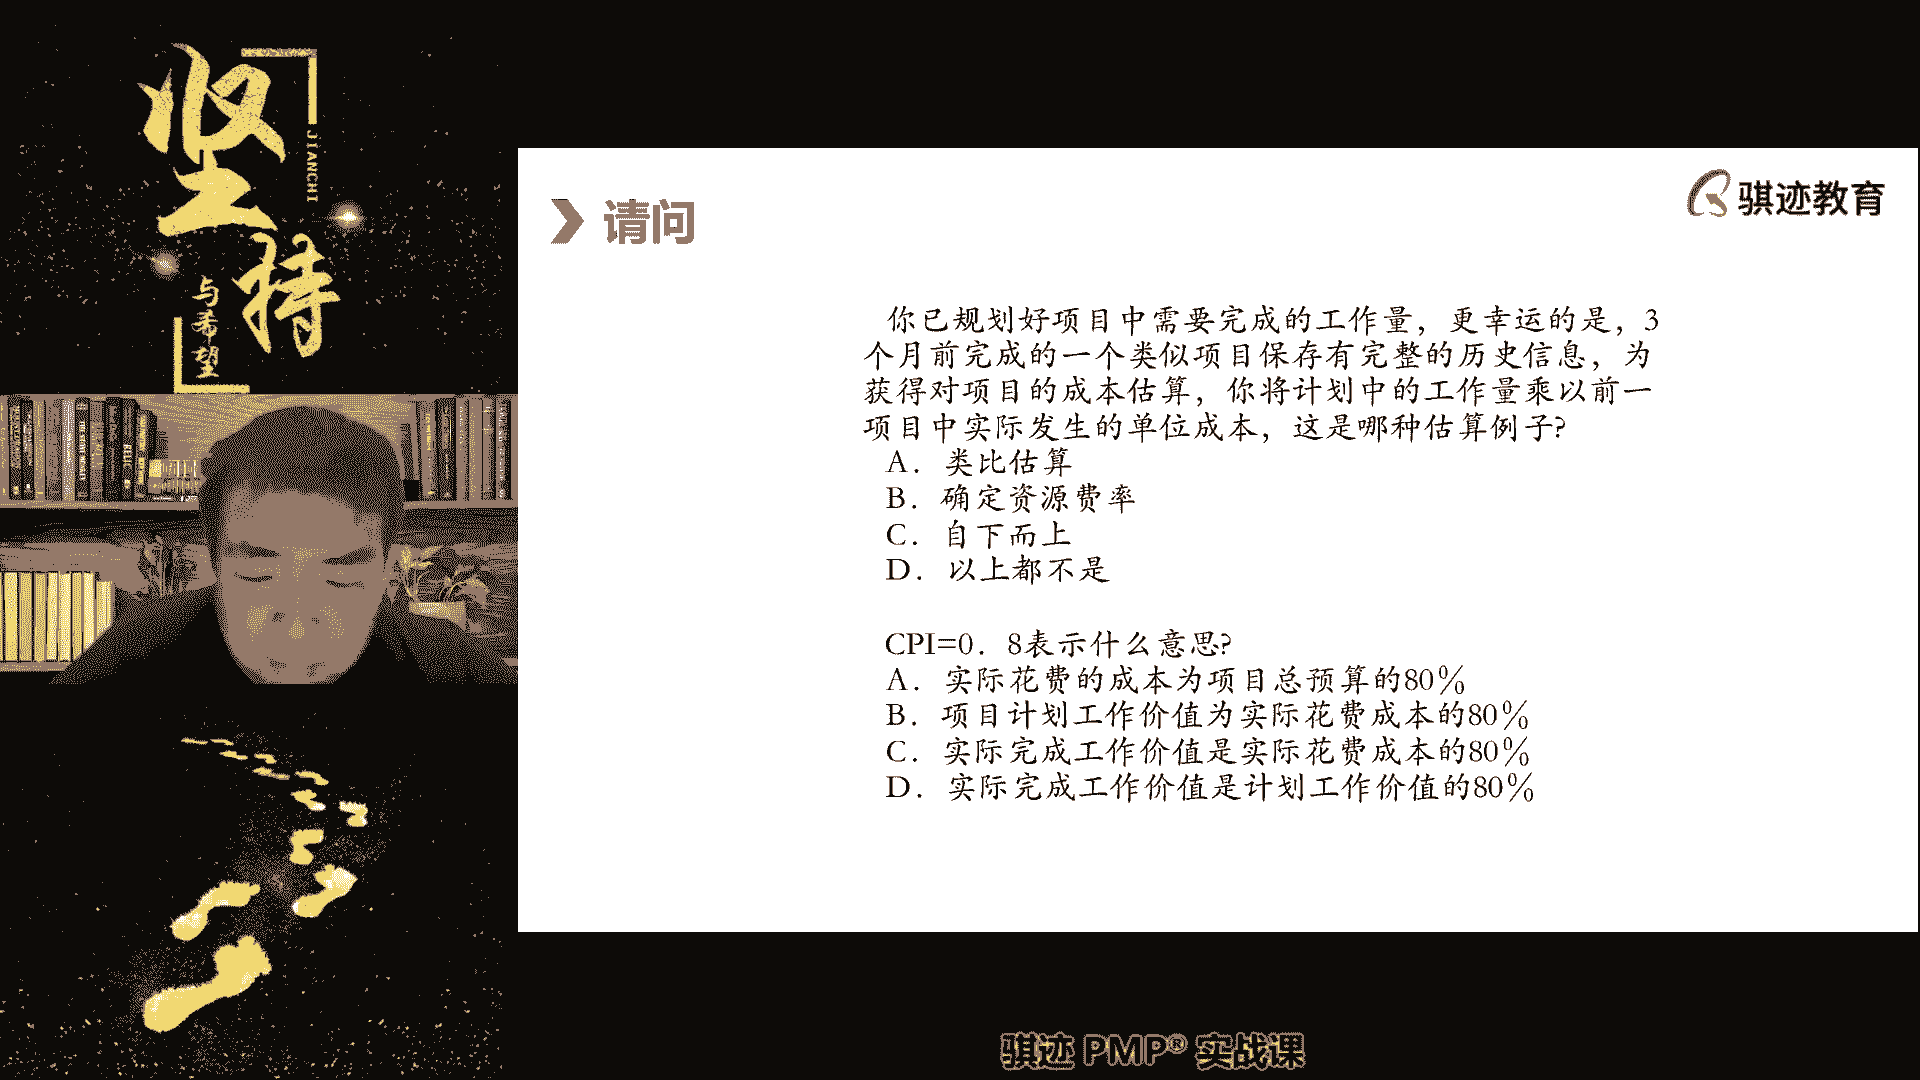 坚持
JIANCHI
与希望
请问
骐迹教育
你已规划好项目中需要完成的工作量，更幸运的是，3
个月前完成的一个类似项目保存有完整的历史信息，为
获得对项目的成本估算，你将计划中的工作量乘以前一
项目中实际发生的单位成本，这是哪种估算例子?
A．类比估算
B．确定资源费率
C．自下而上
D．以上都不是
CPI=0．8表示什么意思?
A．实际花费的成本为项目总预算的80%
B．项目计划工作价值为实际花费成本的80%
C．实际完成工作价值是实际花费成本的80%
D．实际完成工作价值是计划工作价值的80%
骐迹 PMP® 实战课